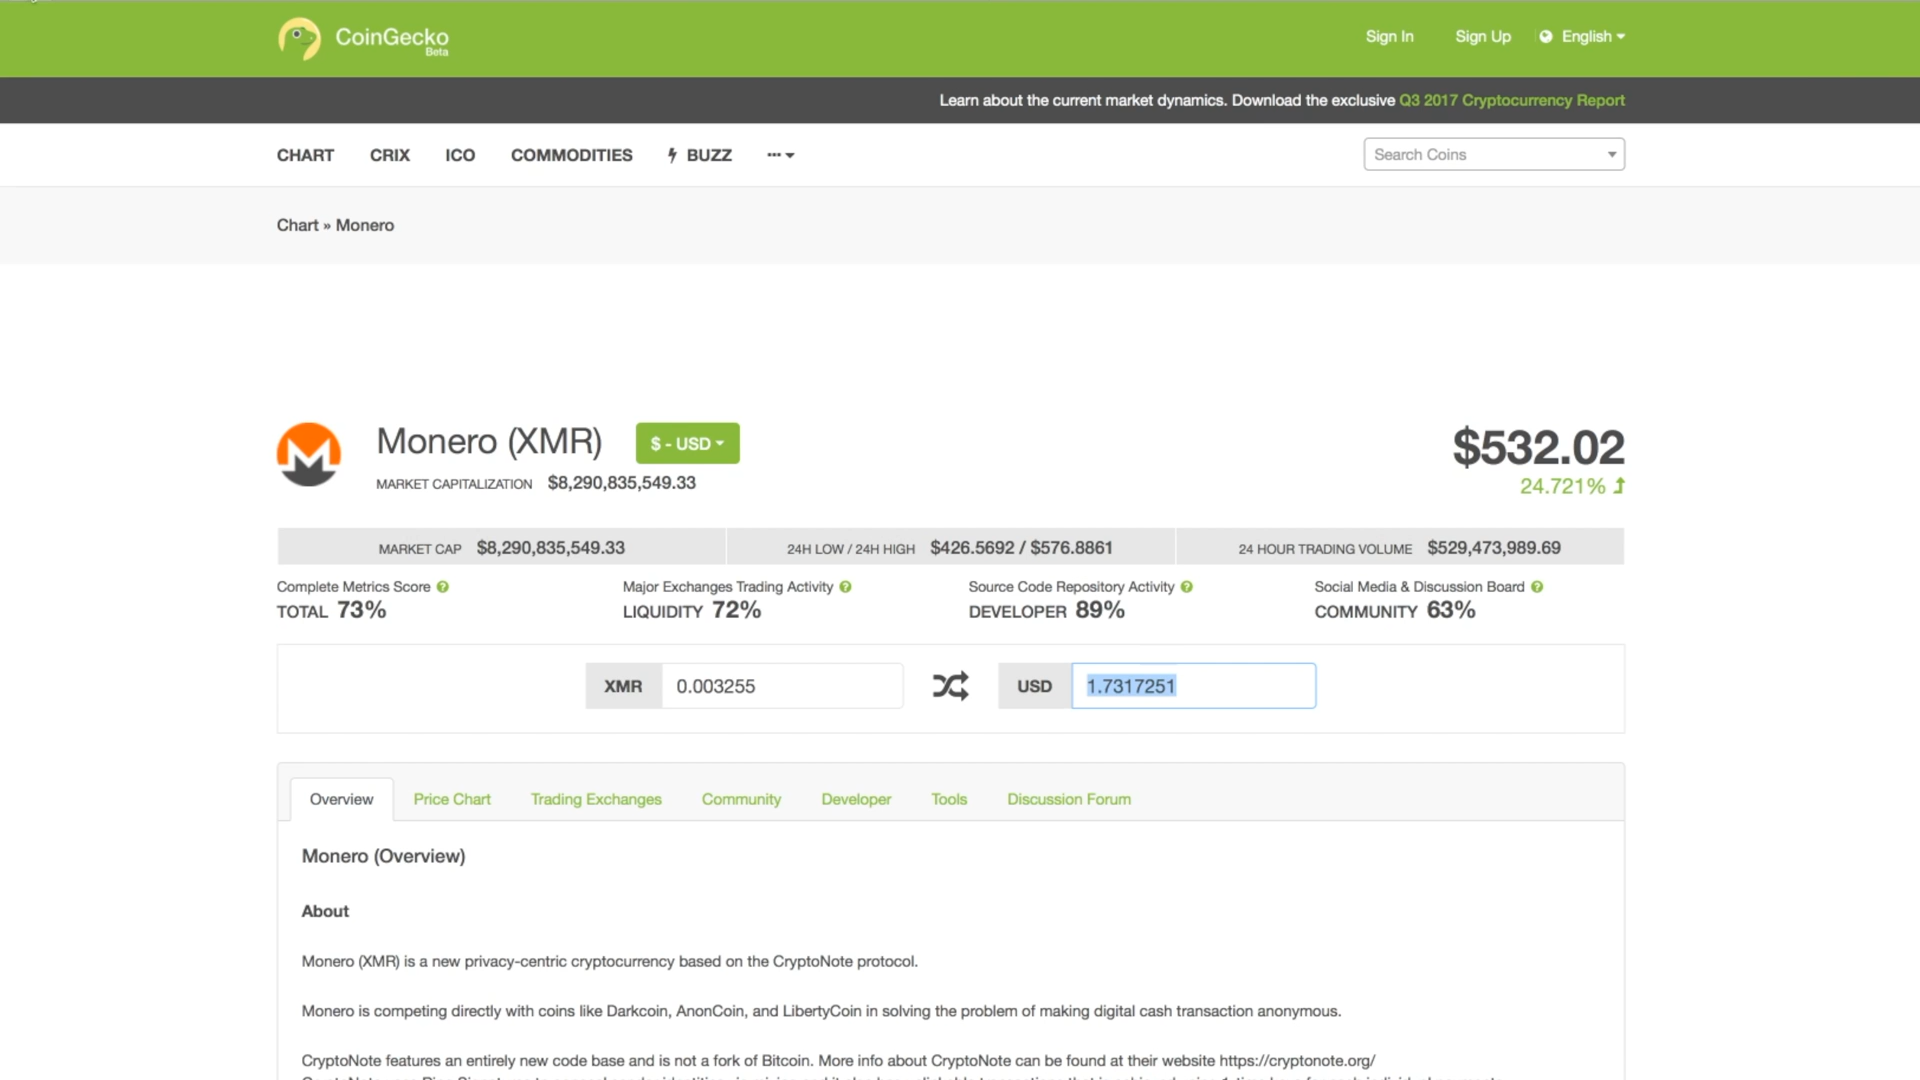 CoinGecko
Beta
Sign In
Sign Up
English
Learn about the current market dynamics. Download the exclusive Q3 2017 Cryptocurrency Report
CHART
CRIX
ICO
COMMODITIES
BUZZ
Search Coins
Chart » Monero
Monero (XMR)
$ - USD
$532.02
MARKET CAPITALIZATION $8,290,835,549.33
24.721%
MARKET CAP $8,290,835,549.33
24H LOW / 24H HIGH $426.5692 / $576.8861
24 HOUR TRADING VOLUME $529,473,989.69
Complete Metrics Score
TOTAL 73%
Major Exchanges Trading Activity
LIQUIDITY 72%
Source Code Repository Activity
DEVELOPER 89%
Social Media & Discussion Board
COMMUNITY 63%
XMR 0.003255
USD 1.7317251
Overview
Price Chart
Trading Exchanges
Community
Developer
Tools
Discussion Forum
Monero (Overview)
About
Monero (XMR) is a new privacy-centric cryptocurrency based on the CryptoNote protocol.
Monero is competing directly with coins like Darkcoin, AnonCoin, and LibertyCoin in solving the problem of making digital cash transaction anonymous.
CryptoNote features an entirely new code base and is not a fork of Bitcoin. More info about CryptoNote can be found at their website https://cryptonote.org/